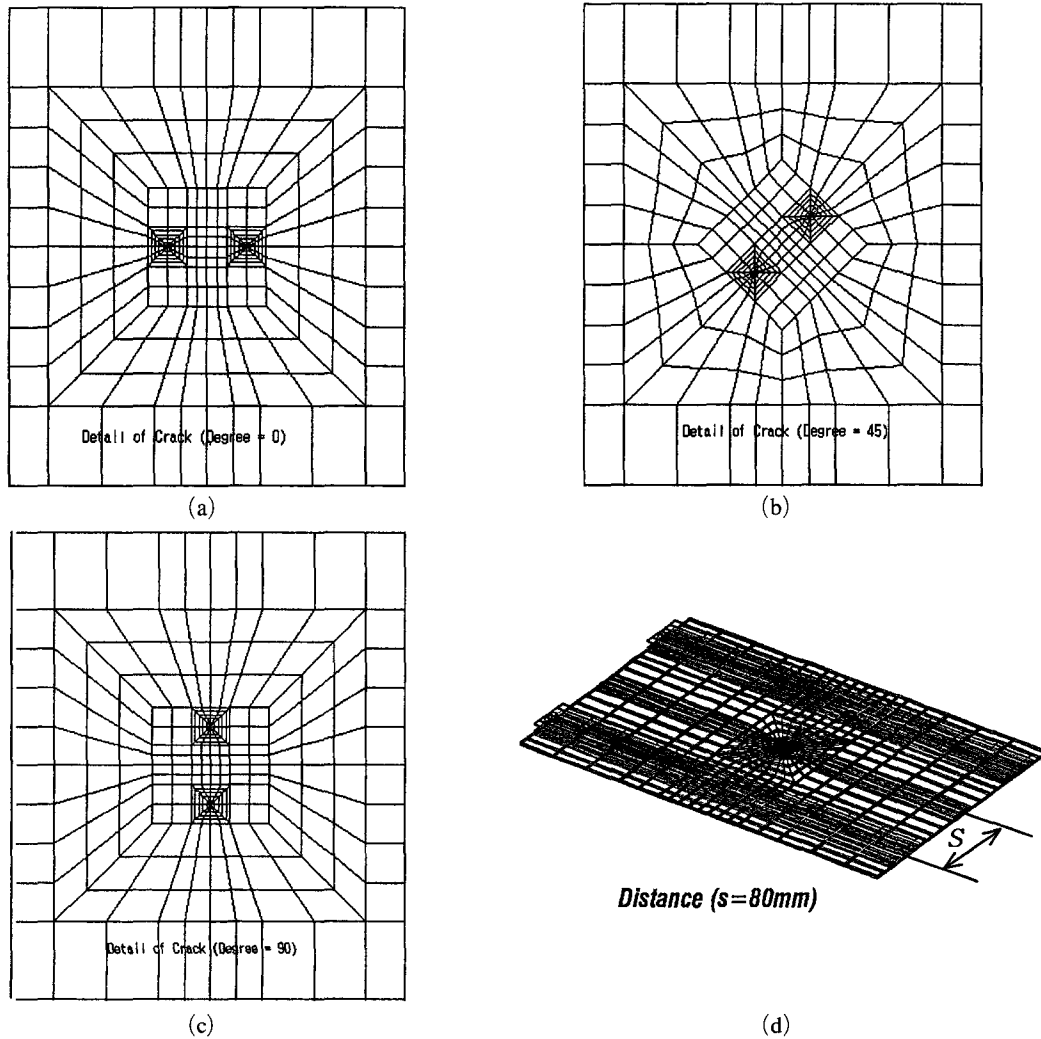 Detail of Crack (Degree = 0)
(a)
Detail of Crack (Degree = 45)
(b)
Detail of Crack (Degree = 90)
(c)
S
Distance (s=80mm)
(d)